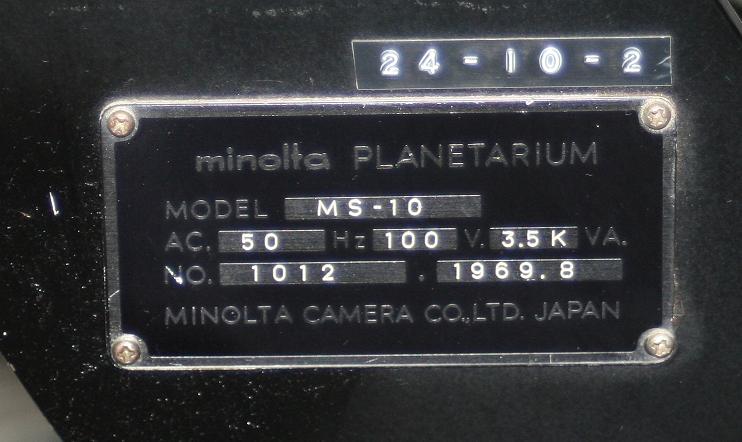 24-10-2
minolta PLANETARIUM
MODEL MS-10
AC. 50 Hz 100 V. 3.5K VA.
NO. 1012 . 1969.8
MINOLTA CAMERA CO.,LTD. JAPAN